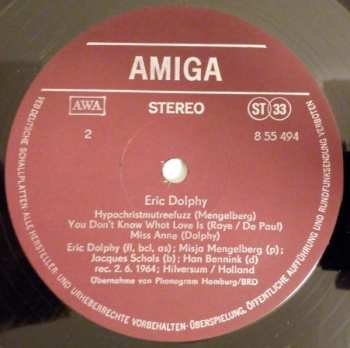 AMIGA
AWA
STEREO
ST 33
2
8 55 494
Eric Dolphy
Hypochristmutreefuzz (Mengelberg)
You Don't Know What Love Is (Raye / De Paul)
Miss Anne (Dolphy)
Eric Dolphy (fl, bcl, as); Misja Mengelberg (p);
Jacques Schols (b); Han Bennink (d)
rec. 2. 6. 1964; Hilversum / Holland
Übernahme von Phonogram Hamburg/BRD
VEB DEUTSCHE SCHALLPLATTEN · ALLE HERSTELLER UND URHEBERRECHTE VORBEHALTEN · ÜBERSPIELUNG, ÖFFENTLICHE AUFFÜHRUNG UND RUNDFUNKSENDUNG VERBOTEN